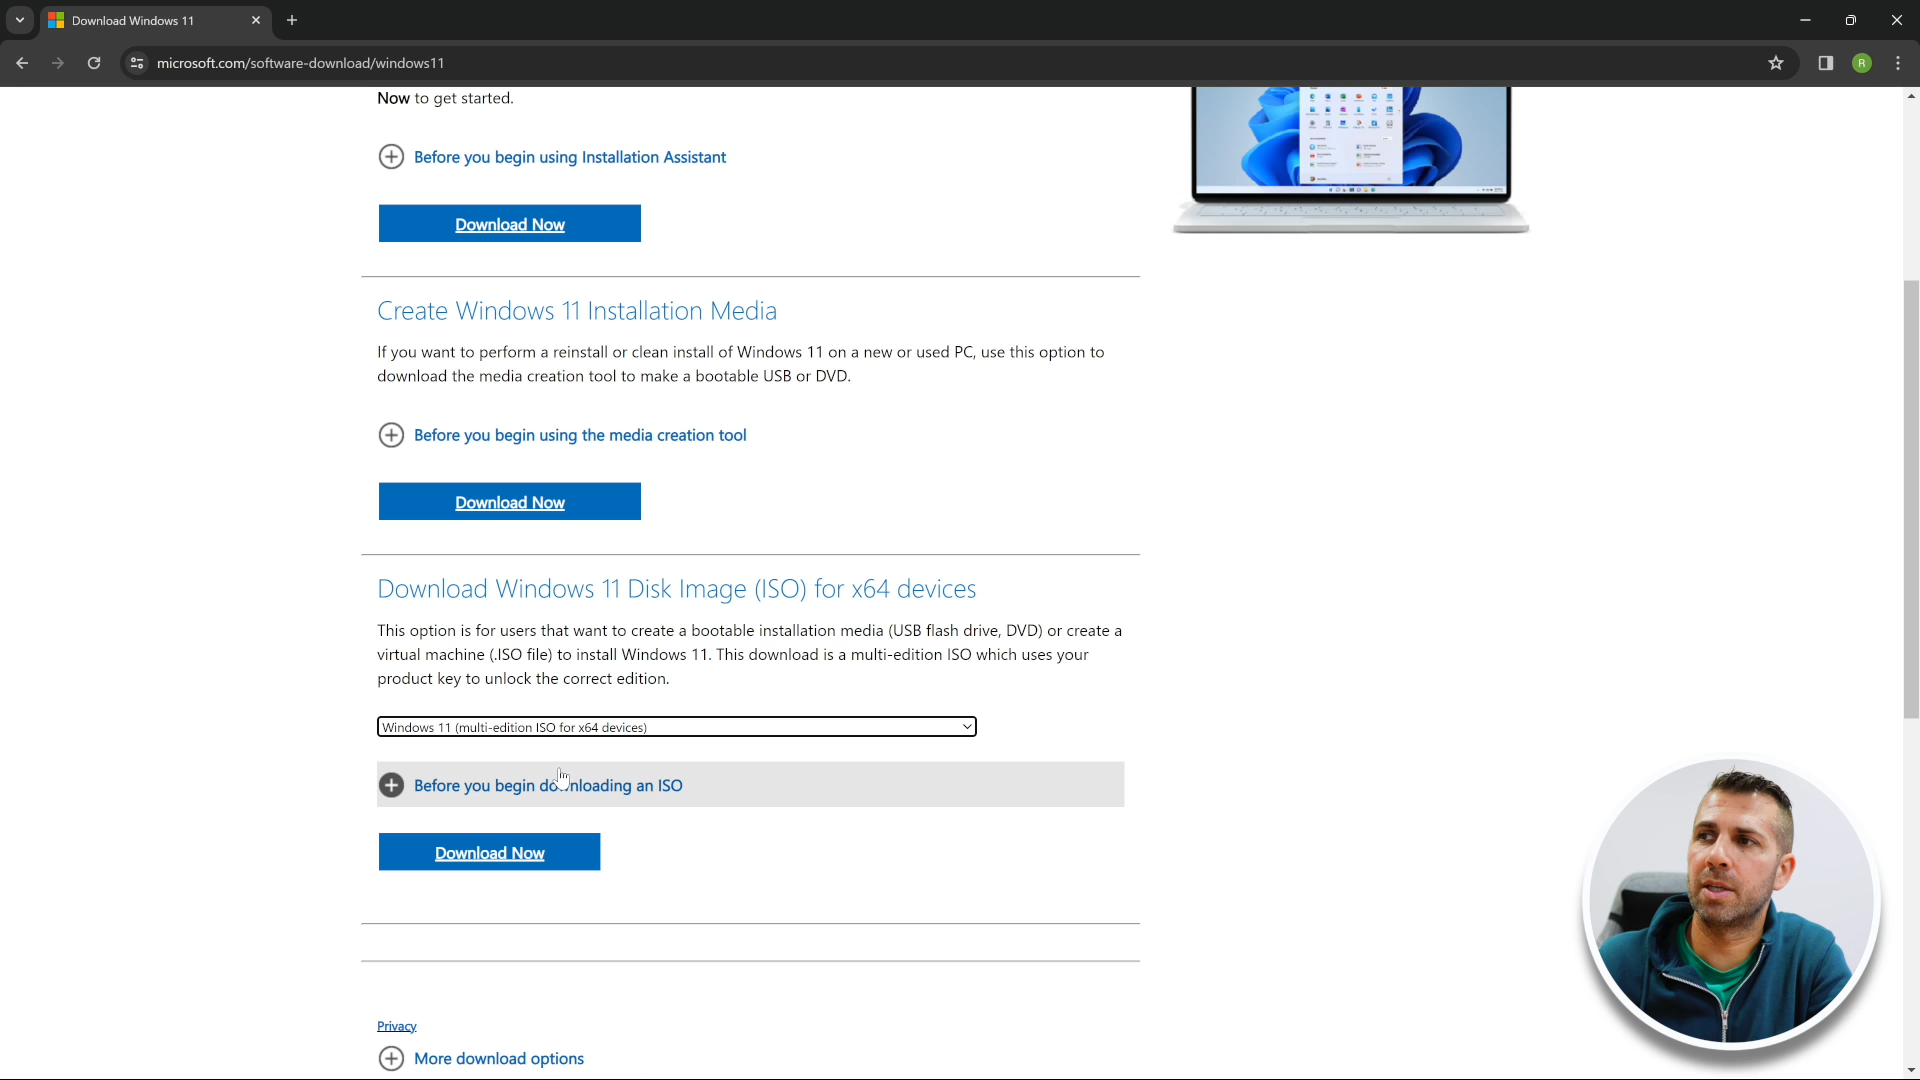 Download Windows 11
microsoft.com/software-download/windows11
R
Now to get started.
Before you begin using Installation Assistant
Download Now
Create Windows 11 Installation Media
If you want to perform a reinstall or clean install of Windows 11 on a new or used PC, use this option to
download the media creation tool to make a bootable USB or DVD.
Before you begin using the media creation tool
Download Now
Download Windows 11 Disk Image (ISO) for x64 devices
This option is for users that want to create a bootable installation media (USB flash drive, DVD) or create a
virtual machine (.ISO file) to install Windows 11. This download is a multi-edition ISO which uses your
product key to unlock the correct edition.
Windows 11 (multi-edition ISO for x64 devices)
Before you begin downloading an ISO
Download Now
Privacy
More download options